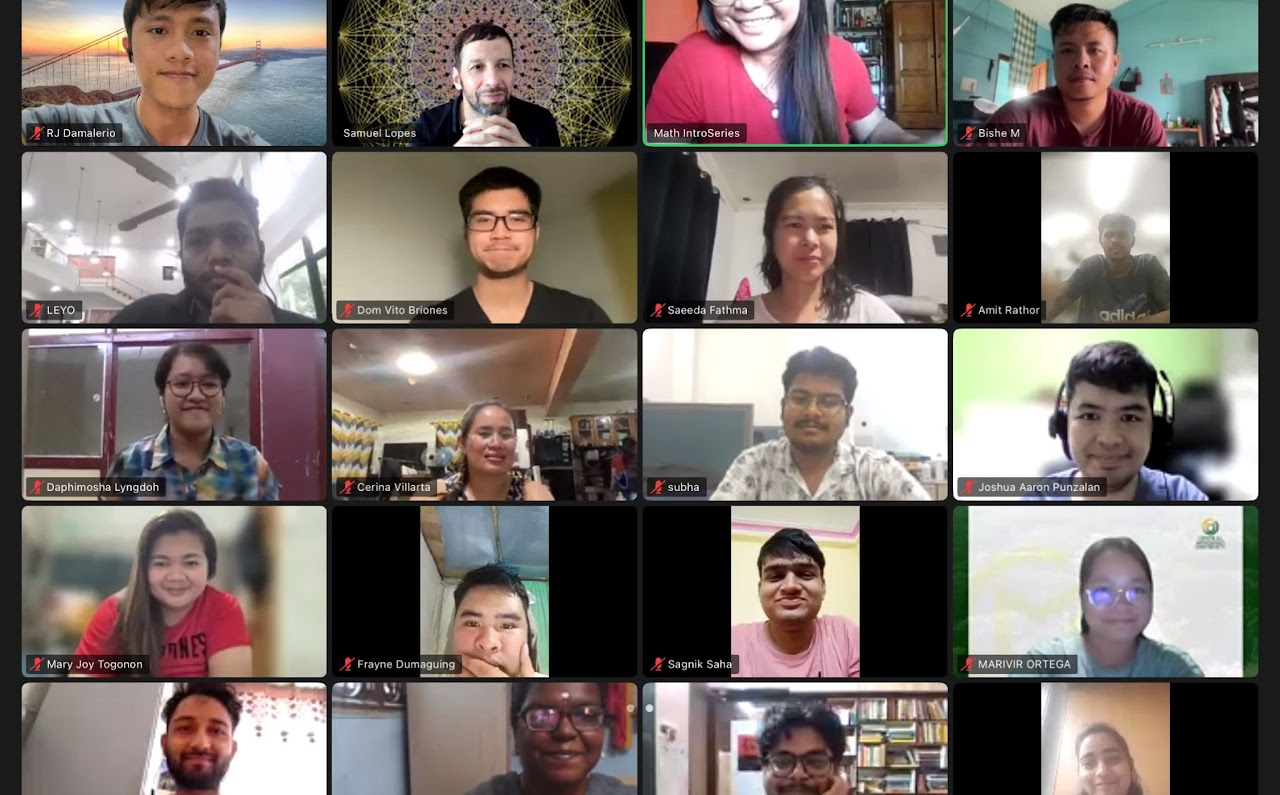 RJ Damalerio
Samuel Lopes
Math IntroSeries
Bishe M
LEYO
Dom Vito Briones
Saeeda Fathma
Amit Rathor
adidas
Daphimosha Lyngdoh
Cerina Villarta
subha
Joshua Aaron Punzalan
Mary Joy Togonon
Frayne Dumaguing
Sagnik Saha
MARIVIR ORTEGA